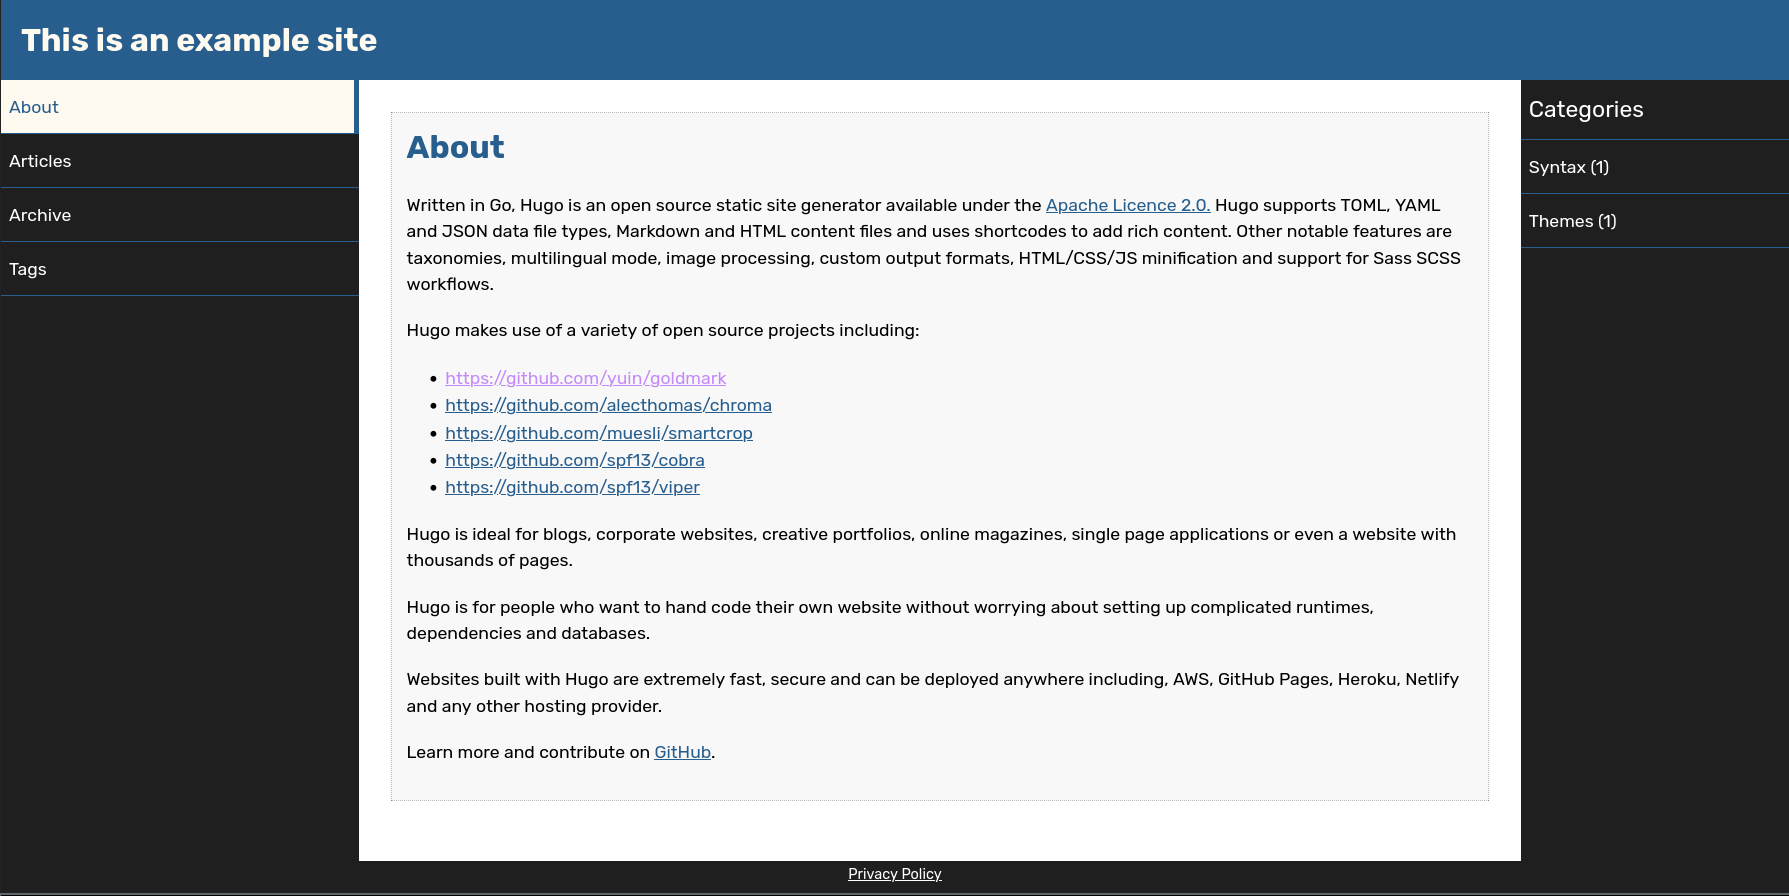 This is an example site
About
Articles
Archive
Tags
About
Written in Go, Hugo is an open source static site generator available under the Apache Licence 2.0. Hugo supports TOML, YAML
and JSON data file types, Markdown and HTML content files and uses shortcodes to add rich content. Other notable features are
taxonomies, multilingual mode, image processing, custom output formats, HTML/CSS/JS minification and support for Sass SCSS
workflows.
Hugo makes use of a variety of open source projects including:
• https://github.com/yuin/goldmark
• https://github.com/alecthomas/chroma
• https://github.com/muesli/smartcrop
• https://github.com/spf13/cobra
• https://github.com/spf13/viper
Hugo is ideal for blogs, corporate websites, creative portfolios, online magazines, single page applications or even a website with
thousands of pages.
Hugo is for people who want to hand code their own website without worrying about setting up complicated runtimes,
dependencies and databases.
Websites built with Hugo are extremely fast, secure and can be deployed anywhere including, AWS, GitHub Pages, Heroku, Netlify
and any other hosting provider.
Learn more and contribute on GitHub.
Categories
Syntax (1)
Themes (1)
Privacy Policy